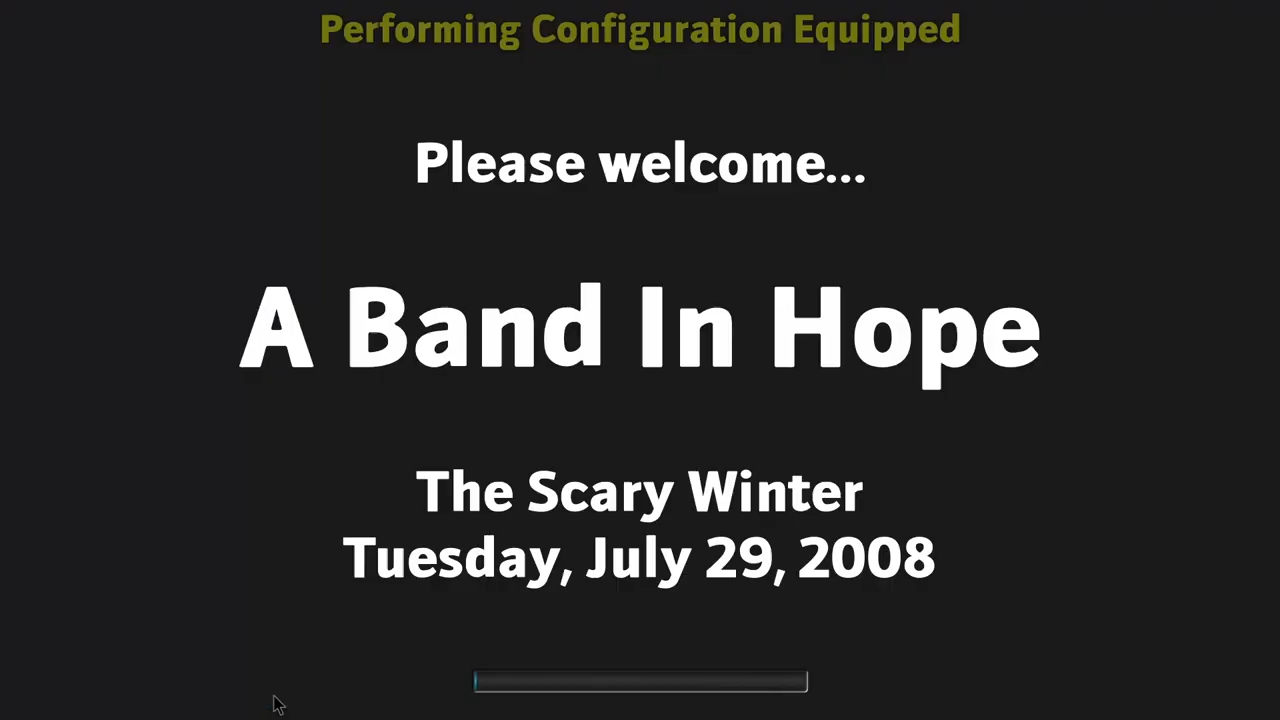 Performing Configuration Equipped
Please welcome...
A Band In Hope
The Scary Winter
Tuesday, July 29, 2008